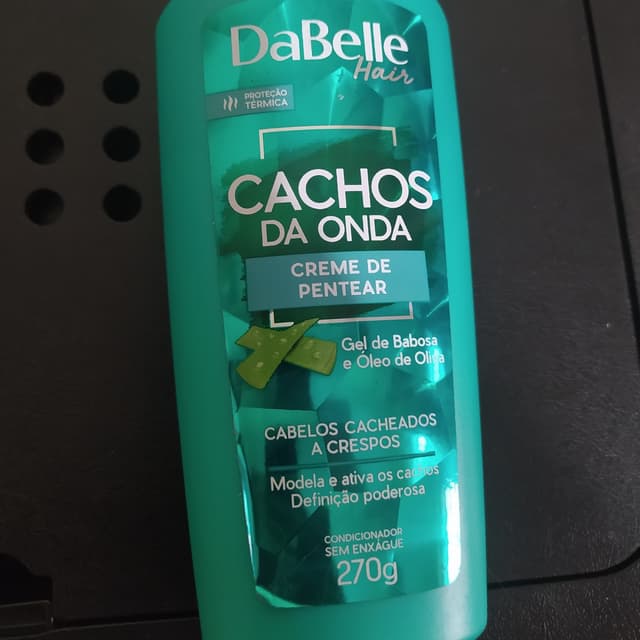 DaBelle
Hair
PROTEÇÃO
TÉRMICA
CACHOS
DA ONDA
CREME DE
PENTEAR
Gel de Babosa
e Óleo de Oliva
CABELOS CACHEADOS
A CRESPOS
Modela e ativa os cachos
Definição poderosa
CONDICIONADOR
SEM ENXÁGUE
270g